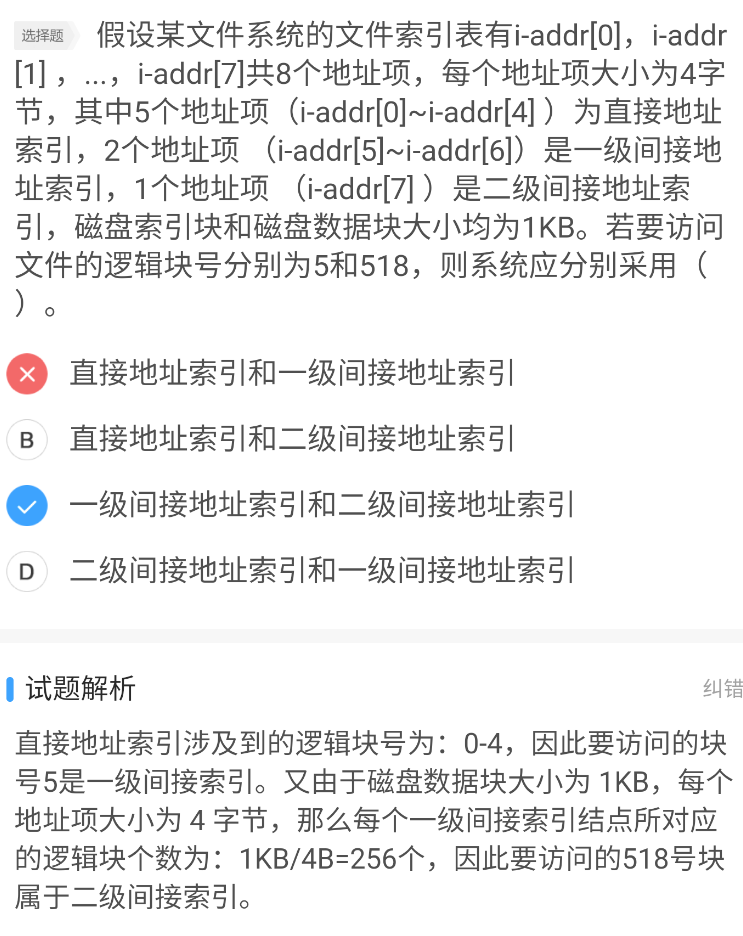 选择题 假设某文件系统的文件索引表有i-addr[0]，i-addr
[1] ，...，i-addr[7]共8个地址项，每个地址项大小为4字
节，其中5个地址项（i-addr[0]~i-addr[4] ）为直接地址
索引，2个地址项 （i-addr[5]~i-addr[6]）是一级间接地
址索引，1个地址项 （i-addr[7] ）是二级间接地址索
引，磁盘索引块和磁盘数据块大小均为1KB。若要访问
文件的逻辑块号分别为5和518，则系统应分别采用（
）。
直接地址索引和一级间接地址索引
B 直接地址索引和二级间接地址索引
一级间接地址索引和二级间接地址索引
D 二级间接地址索引和一级间接地址索引
试题解析 纠错
直接地址索引涉及到的逻辑块号为：0-4，因此要访问的块
号5是一级间接索引。又由于磁盘数据块大小为 1KB，每个
地址项大小为 4 字节，那么每个一级间接索引结点所对应
的逻辑块个数为：1KB/4B=256个，因此要访问的518号块
属于二级间接索引。